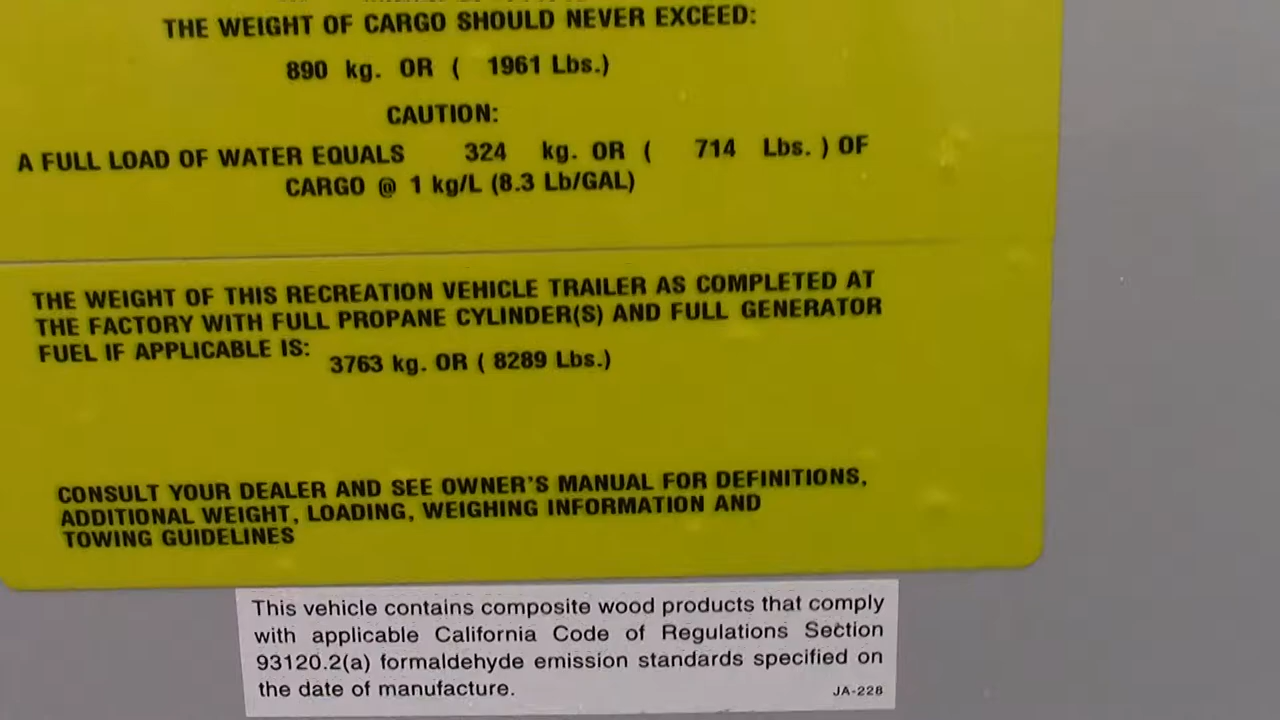 THE WEIGHT OF CARGO SHOULD NEVER EXCEED:
890 kg. OR ( 1961 Lbs.)
CAUTION:
A FULL LOAD OF WATER EQUALS 324 kg. OR ( 714 Lbs. ) OF
CARGO @ 1 kg/L (8.3 Lb/GAL)
THE WEIGHT OF THIS RECREATION VEHICLE TRAILER AS COMPLETED AT
THE FACTORY WITH FULL PROPANE CYLINDER(S) AND FULL GENERATOR
FUEL IF APPLICABLE IS: 3763 kg. OR ( 8289 Lbs.)
CONSULT YOUR DEALER AND SEE OWNER'S MANUAL FOR DEFINITIONS,
ADDITIONAL WEIGHT, LOADING, WEIGHING INFORMATION AND
TOWING GUIDELINES
This vehicle contains composite wood products that comply
with applicable California Code of Regulations Section
93120.2(a) formaldehyde emission standards specified on
the date of manufacture. JA-228